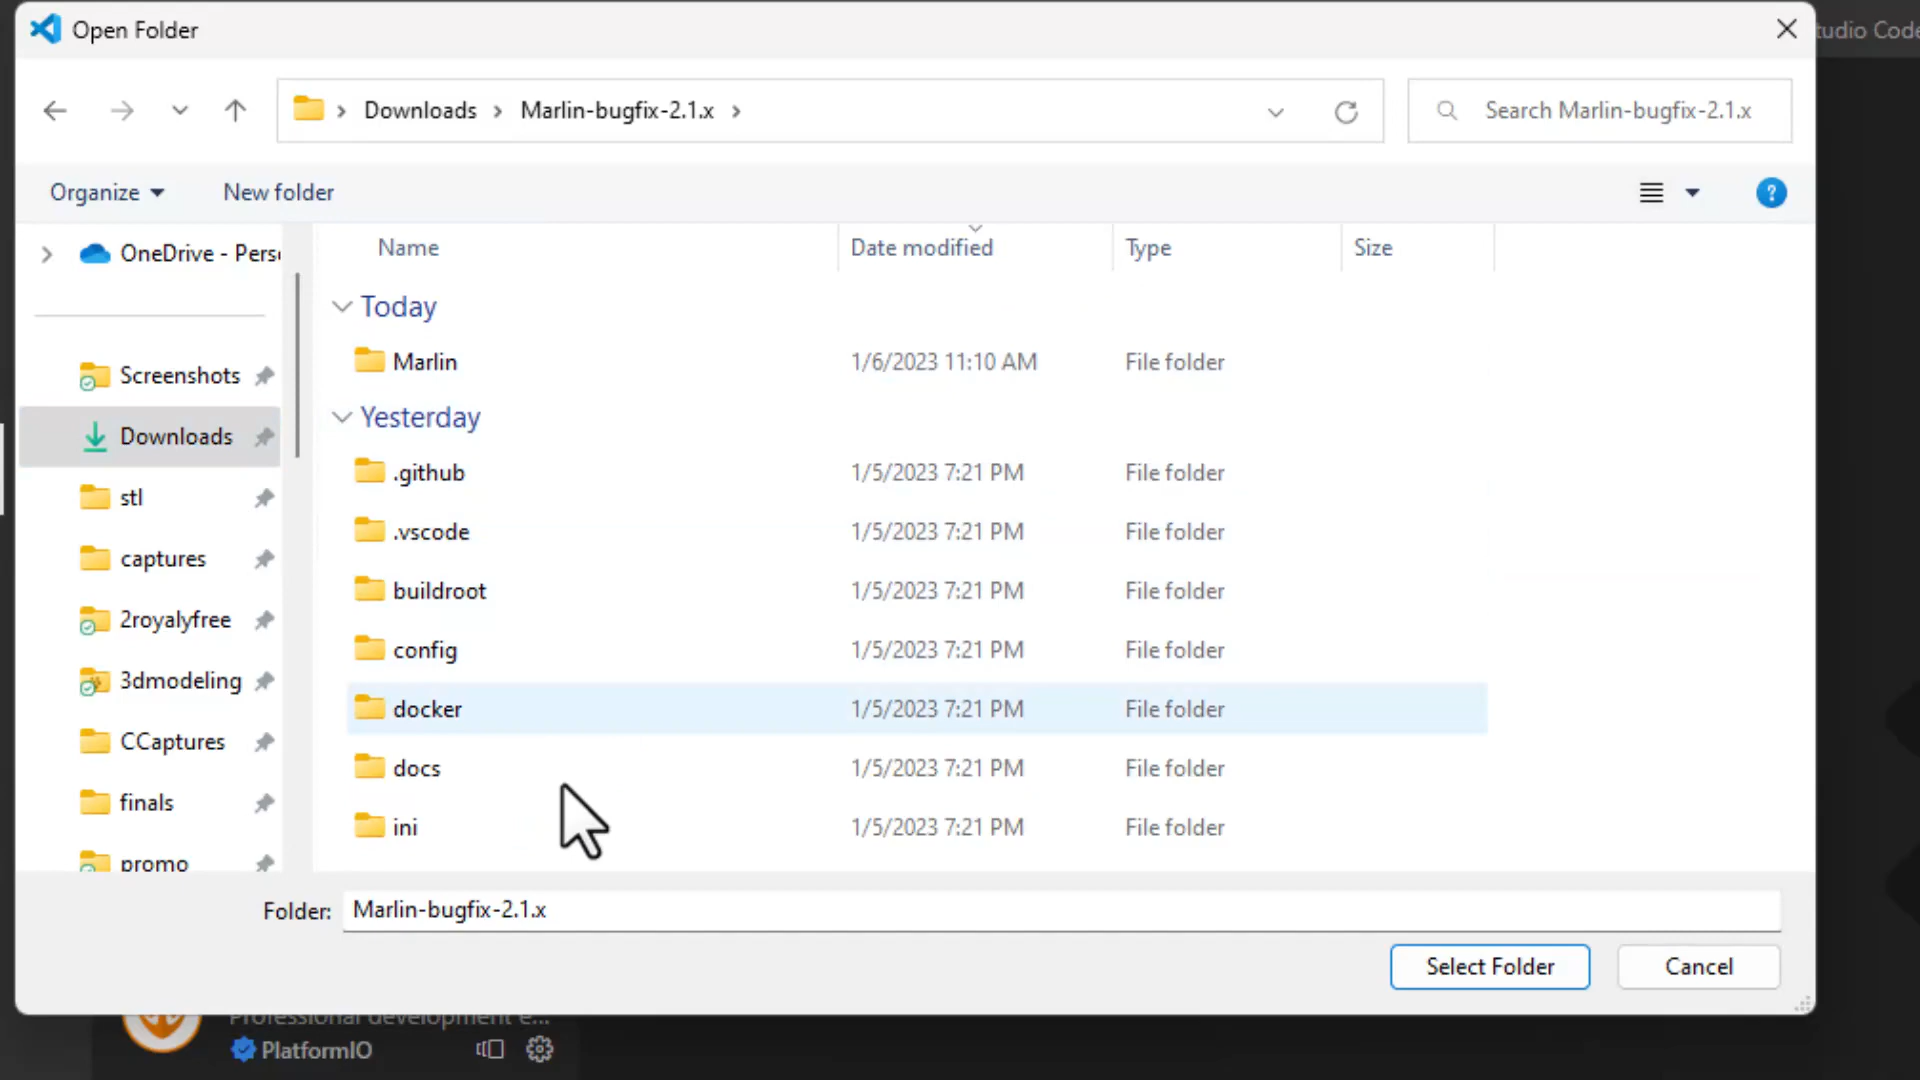 Open Folder
tudio Code
Downloads
Marlin-bugfix-2.1.x
Search Marlin-bugfix-2.1.x
Organize
New folder
?
OneDrive - Pers
Screenshots
Downloads
stl
captures
2royalyfree
3dmodeling
CCaptures
finals
promo
Name Date modified Type Size
Today
Marlin 1/6/2023 11:10 AM File folder
Yesterday
.github 1/5/2023 7:21 PM File folder
.vscode 1/5/2023 7:21 PM File folder
buildroot 1/5/2023 7:21 PM File folder
config 1/5/2023 7:21 PM File folder
docker 1/5/2023 7:21 PM File folder
docs 1/5/2023 7:21 PM File folder
ini 1/5/2023 7:21 PM File folder
Folder: Marlin-bugfix-2.1.x
Select Folder
Cancel
Professional development e...
PlatformIO